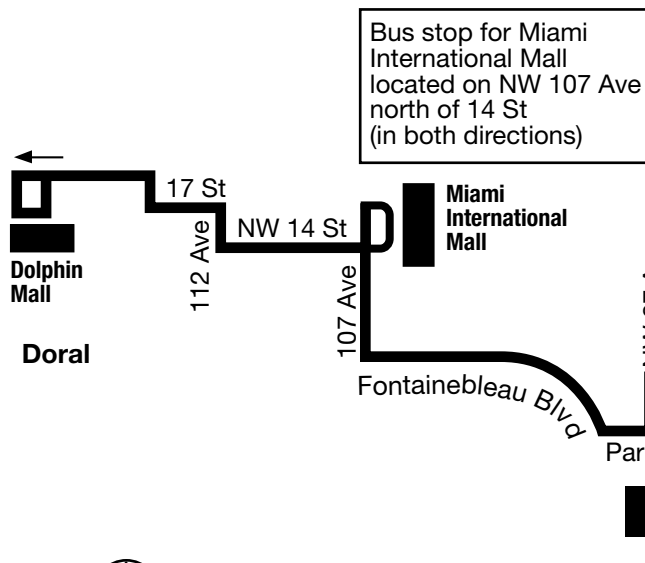 Bus stop for Miami
International Mall
located on NW 107 Ave
north of 14 St
(in both directions)
17 St
Miami
International
Mall
NW 14 St
112 Ave
Dolphin
Mall
107 Ave
Doral
Fontainebleau Blvd
Par